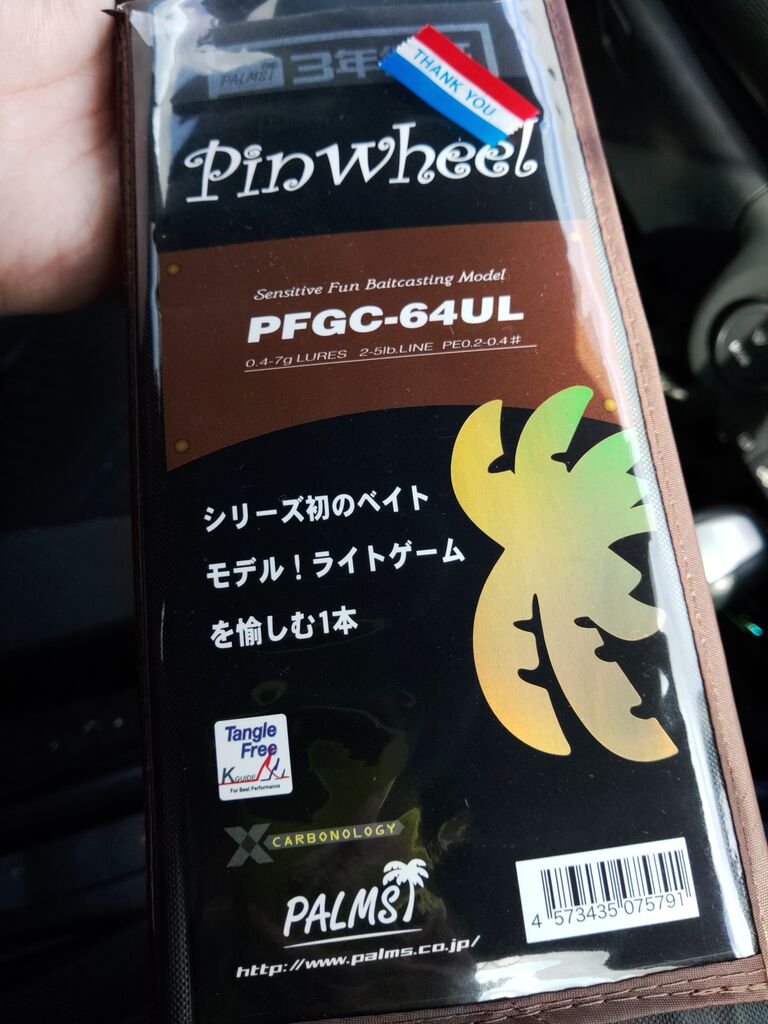 PALMS
3年
THANK YOU
Pinwheel
Sensitive Fun Baitcasting Model
PFGC-64UL
0.4-7g LURES 2-5lb.LINE PE0.2-0.4#
シリーズ初のベイト
モデル!ライトゲーム
を愉しむ1本
Tangle
Free
K GUIDE
For Best Performance
CARBONOLOGY
PALMS
http://www.palms.co.jp/
4 573435 075791